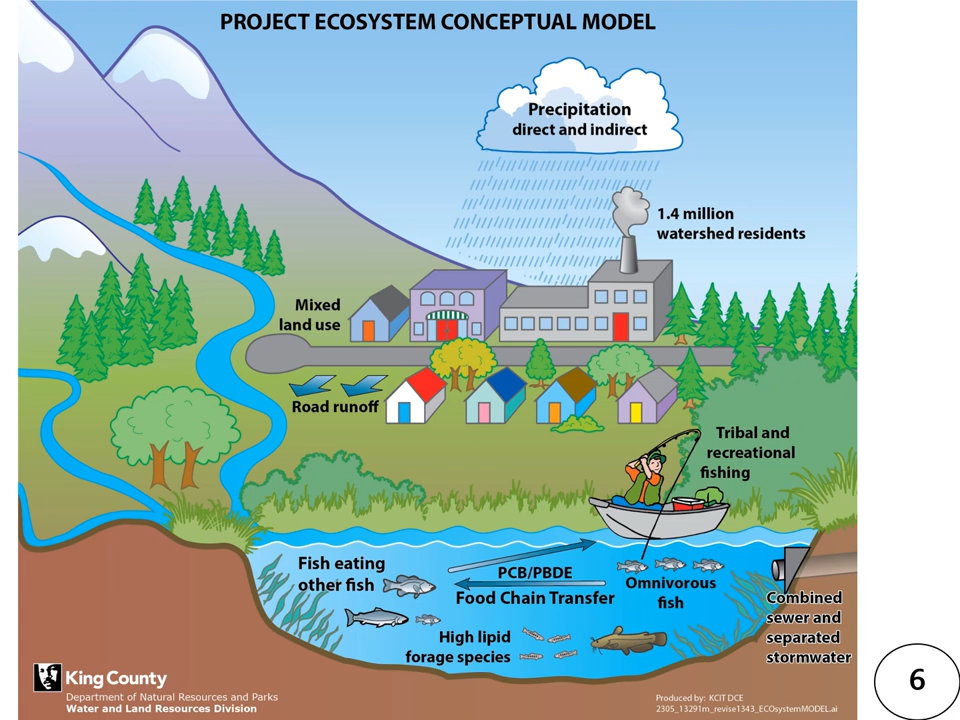 PROJECT ECOSYSTEM CONCEPTUAL MODEL
Precipitation
direct and indirect
1.4 million
watershed residents
Mixed
land use
Road runoff
Tribal and
recreational
fishing
Fish eating
other fish
PCB/PBDE
Food Chain Transfer
Omnivorous
fish
High lipid
forage species
Combined
sewer and
separated
stormwater
King County
Department of Natural Resources and Parks
Water and Land Resources Division
Produced by: KCIT DCE
2305_13291m_revise1343_ECOsystemMODEL.ai
6